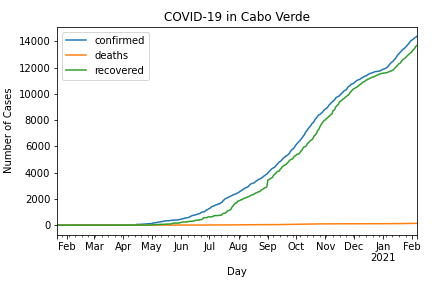 COVID-19 in Cabo Verde
confirmed
deaths
recovered
Number of Cases
14000
12000
10000
8000
6000
4000
2000
0
Feb Mar Apr May Jun Jul Aug Sep Oct Nov Dec Jan Feb
2021
Day